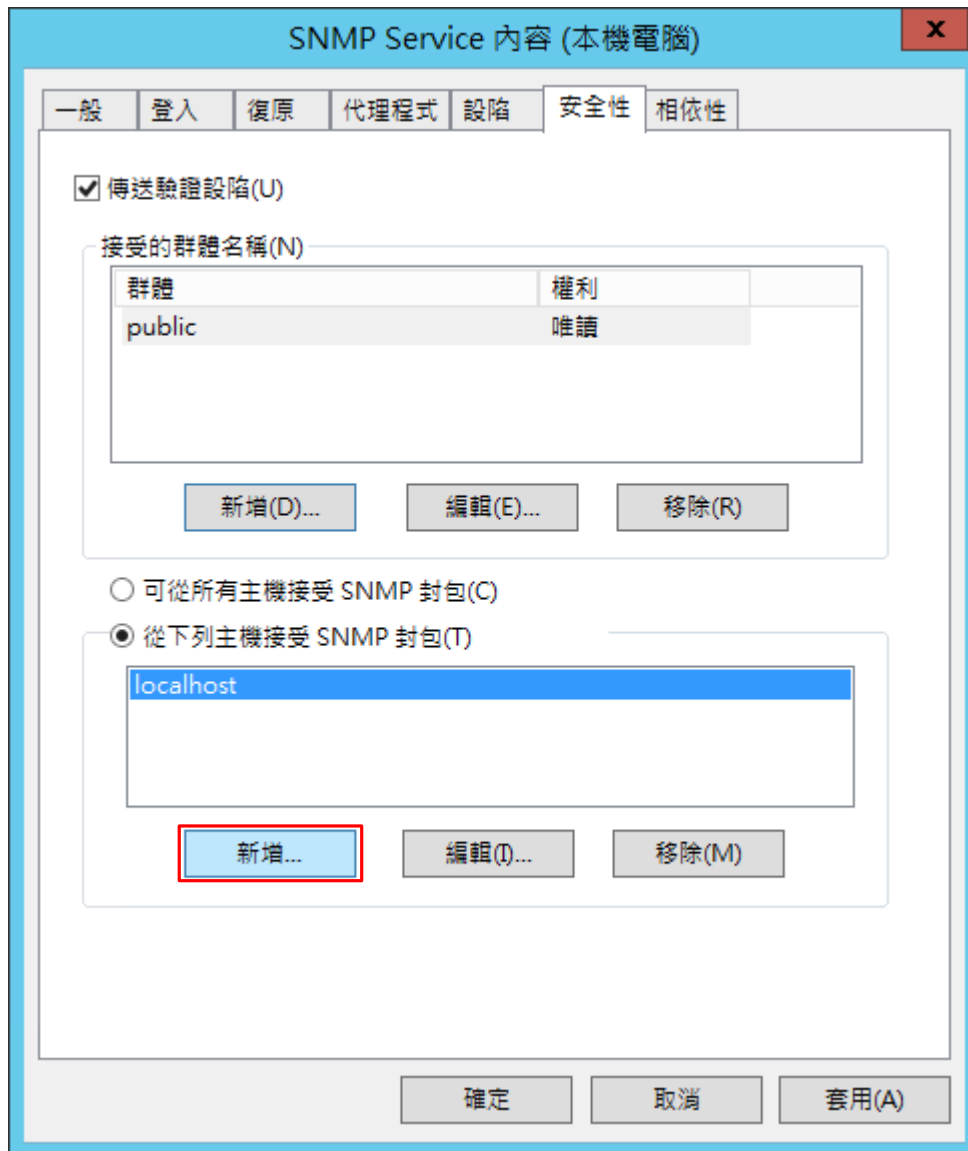 SNMP Service 內容 (本機電腦)
x
一般 登入 復原 代理程式 設陷 安全性 相依性
傳送驗證設陷(U)
接受的群體名稱(N)
群體 權利
public 唯讀
新增(D)... 編輯(E)... 移除(R)
可從所有主機接受 SNMP 封包(C)
從下列主機接受 SNMP 封包(T)
localhost
新增... 編輯(I)... 移除(M)
確定 取消 套用(A)